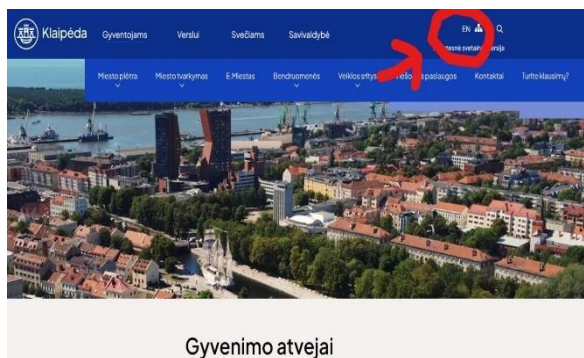 Klaipėda
Gyventojams Verslui Svečiams Savivaldybė EN
svetainės
Miesto plėtra Miesto tvarkymas E.Miestas Bendruomenės Veiklos sritys paslaugos Kontaktai Turite klausimų?
Gyvenimo atvejai